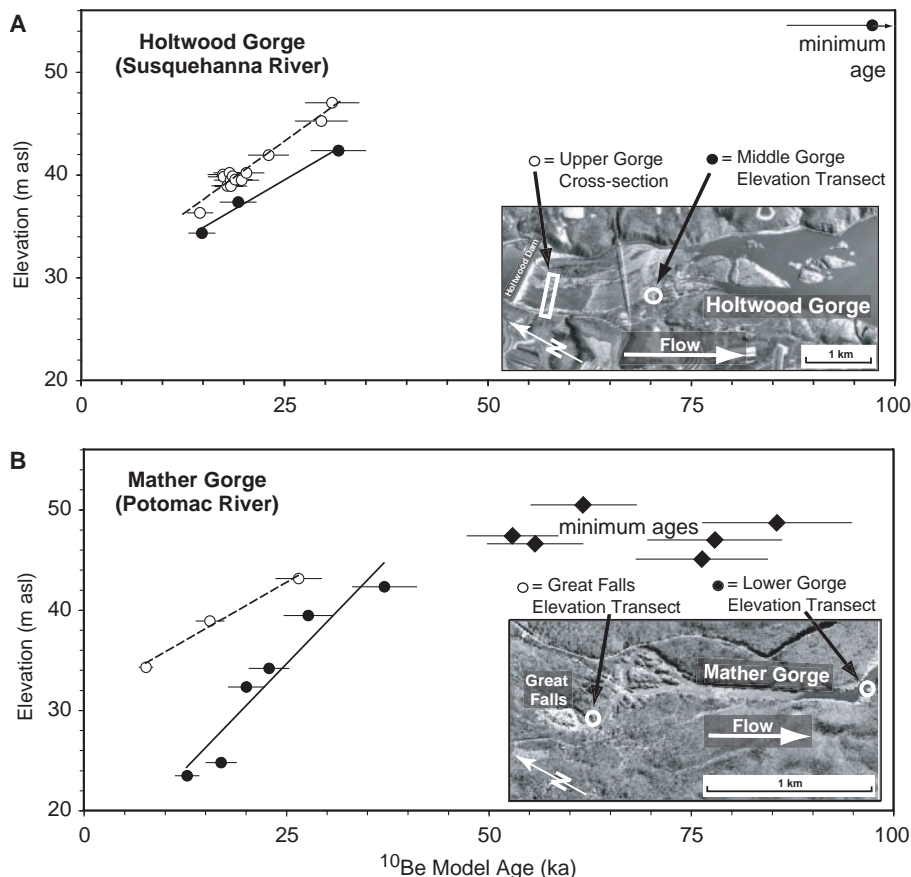 A
Holtwood Gorge
(Susquehanna River)
minimum
age
50
40
30
20
Elevation (m asl)
○ = Upper Gorge
Cross-section
● = Middle Gorge
Elevation Transect
Holtwood Dam
Holtwood Gorge
N
Flow
1 km
0
25
50
75
100
B
Mather Gorge
(Potomac River)
minimum ages
50
40
30
20
Elevation (m asl)
○ = Great Falls
Elevation Transect
● = Lower Gorge
Elevation Transect
Mather Gorge
Great
Falls
Flow
N
1 km
0
25
50
75
100
¹⁰Be Model Age (ka)